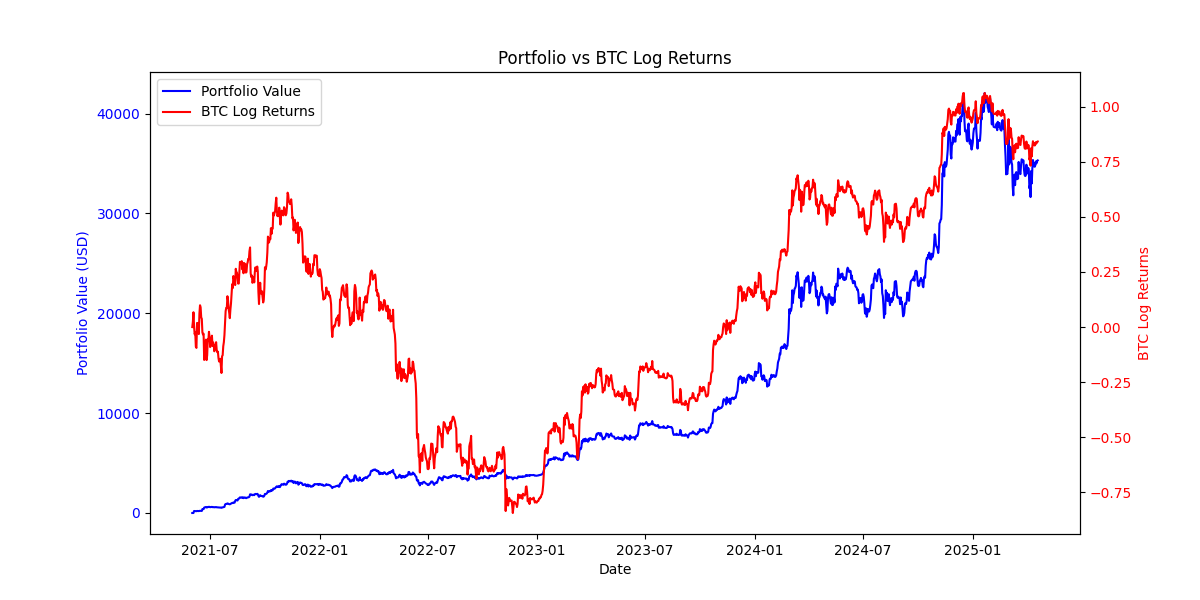 Portfolio vs BTC Log Returns
Portfolio Value
BTC Log Returns
40000
30000
20000
10000
0
Portfolio Value (USD)
1.00
0.75
0.50
0.25
0.00
−0.25
−0.50
−0.75
BTC Log Returns
2021-07 2022-01 2022-07 2023-01 2023-07 2024-01 2024-07 2025-01
Date